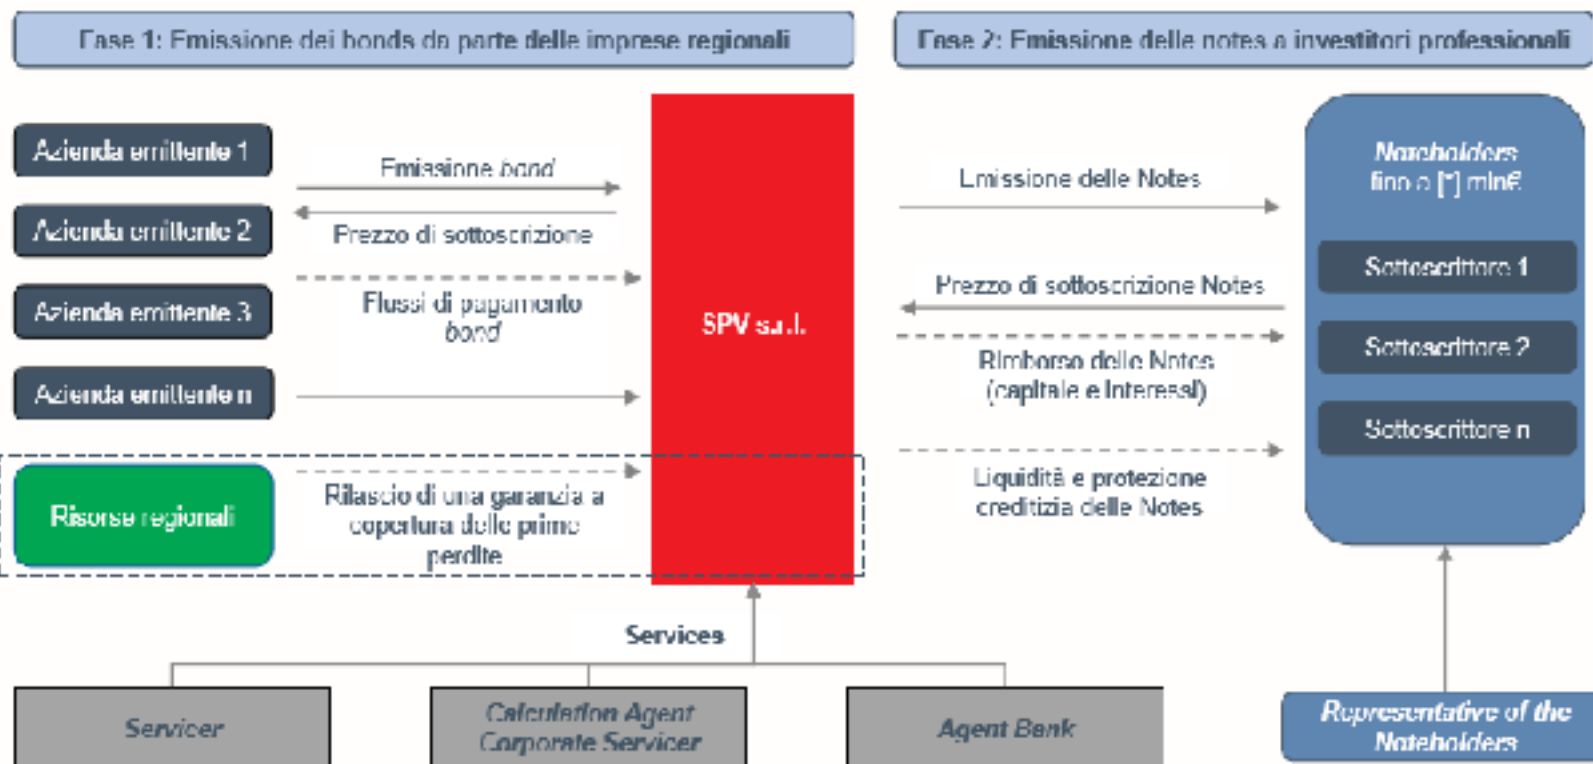 Fase 1: Emissione dei bonds da parte delle imprese regionali
Fase 2: Emissione delle notes a investitori professionali
Azienda emittente 1
Azienda emittente 2
Azienda emittente 3
Azienda emittente n
Risorse regionali
Emissione bond
Prezzo di sottoscrizione
Flussi di pagamento
bond
Rilascio di una garanzia a
copertura delle prime
perdite
SPV s.r.l.
Emissione delle Notes
Prezzo di sottoscrizione Notes
Rimborso delle Notes
(capitale e interessi)
Liquidità e protezione
creditizia delle Notes
Noteholders
fino a [*] mln€
Sottoscrittore 1
Sottoscrittore 2
Sottoscrittore n
Services
Servicer
Calculation Agent
Corporate Servicer
Agent Bank
Representative of the
Noteholders